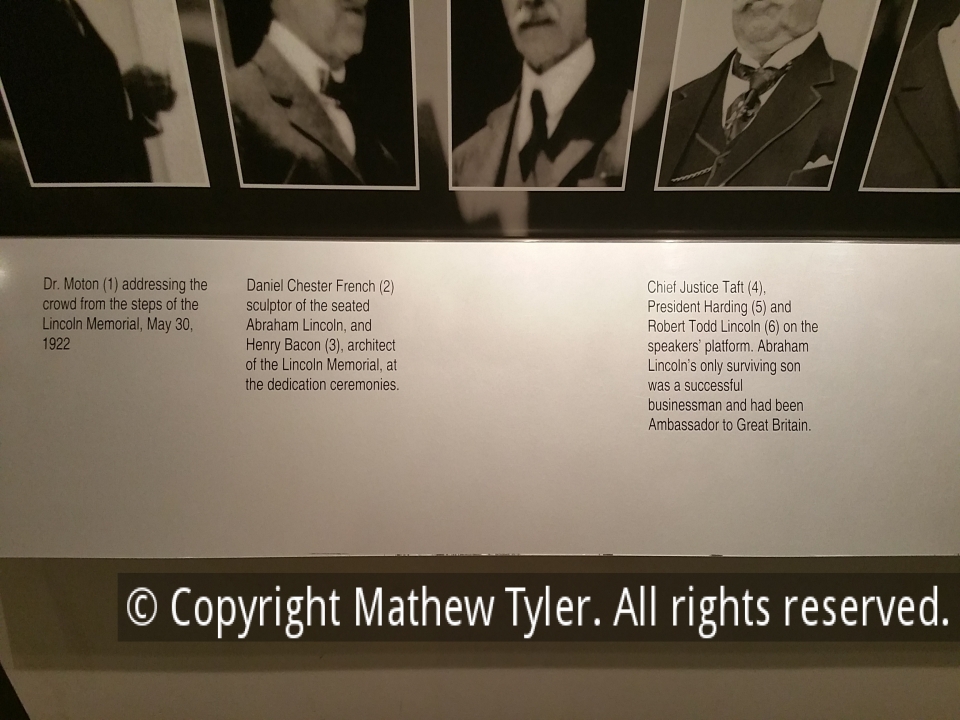 Dr. Moton (1) addressing the
crowd from the steps of the
Lincoln Memorial, May 30,
1922
Daniel Chester French (2)
sculptor of the seated
Abraham Lincoln, and
Henry Bacon (3), architect
of the Lincoln Memorial, at
the dedication ceremonies.
Chief Justice Taft (4),
President Harding (5) and
Robert Todd Lincoln (6) on the
speakers' platform. Abraham
Lincoln's only surviving son
was a successful
businessman and had been
Ambassador to Great Britain.
© Copyright Mathew Tyler. All rights reserved.